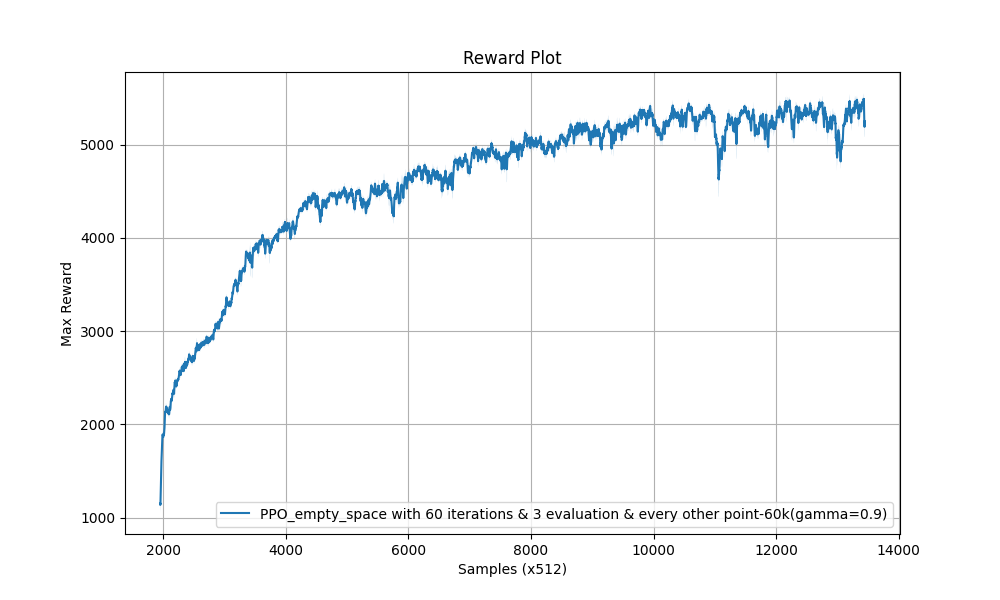 Reward Plot
Max Reward
5000
4000
3000
2000
1000
PPO_empty_space with 60 iterations & 3 evaluation & every other point-60k(gamma=0.9)
2000 4000 6000 8000 10000 12000 14000
Samples (x512)